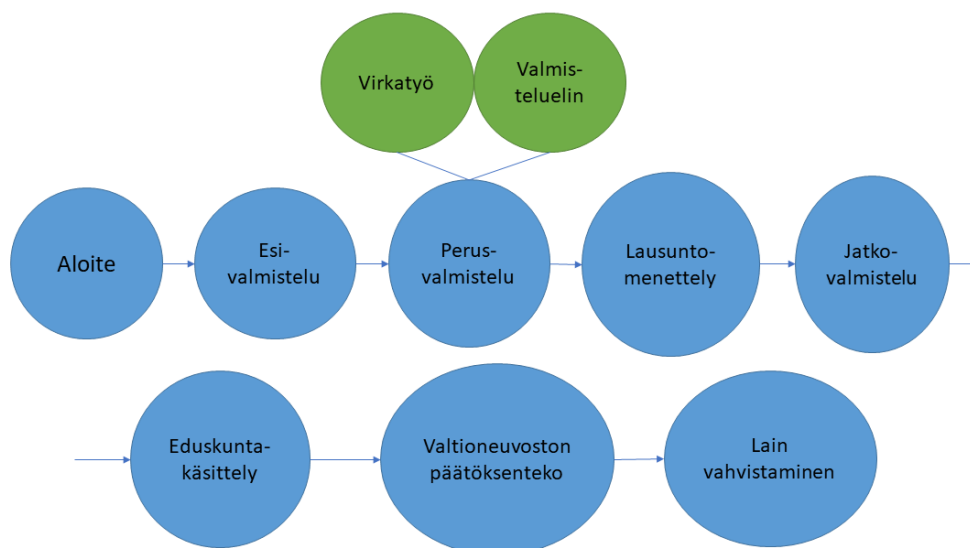 Virkatyö
Valmis-
teluelin
Aloite
Esi-
valmistelu
Perus-
valmistelu
Lausunto-
menettely
Jatko-
valmistelu
Eduskunta-
käsittely
Valtioneuvoston
päätöksenteko
Lain
vahvistaminen